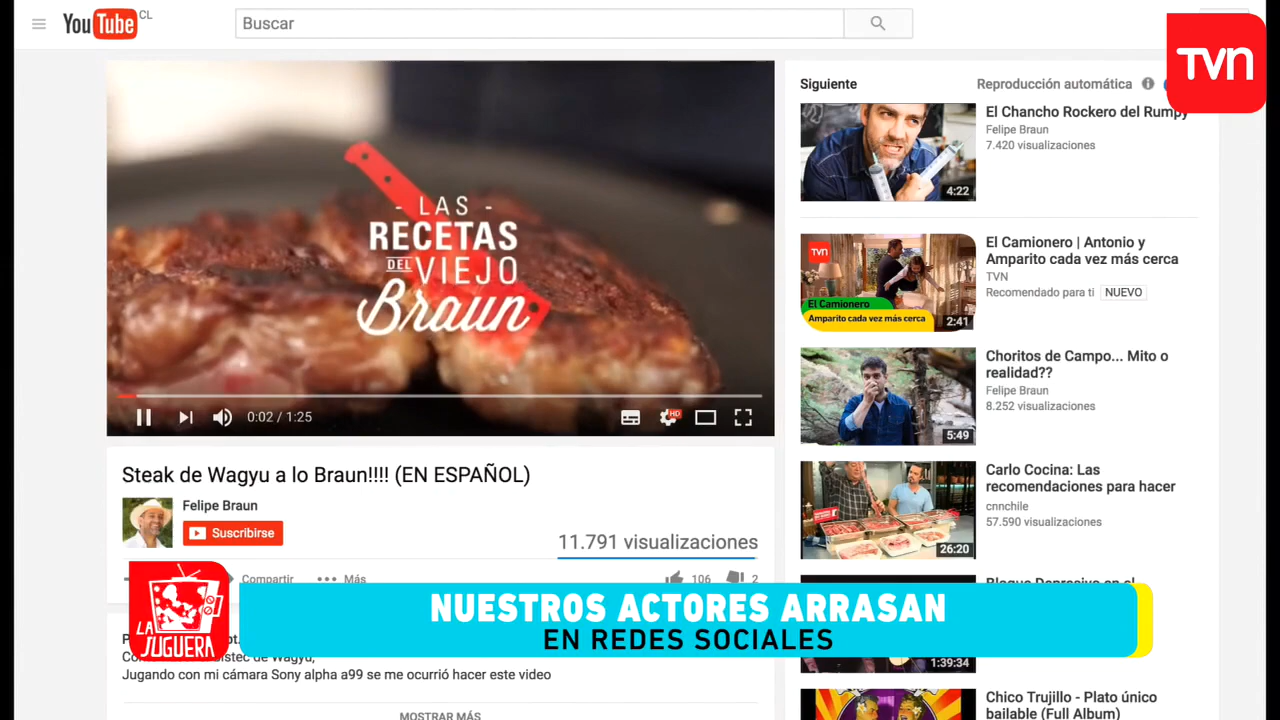 YouTube CL
Buscar
TVN
- LAS -
RECETAS
DEL VIEJO
Braun
0:02 / 1:25
HD
Steak de Wagyu a lo Braun!!!! (EN ESPAÑOL)
Felipe Braun
Suscribirse
11.791 visualizaciones
Compartir
Más
106
2
LA
JUGUERA
NUESTROS ACTORES ARRASAN
EN REDES SOCIALES
Jugando con mi cámara Sony alpha a99 se me ocurrió hacer este video
MOSTRAR MÁS
Siguiente
Reproducción automática
El Chancho Rockero del Rumpy
Felipe Braun
7.420 visualizaciones
4:22
El Camionero | Antonio y
Amparito cada vez más cerca
TVN
Recomendado para ti NUEVO
TVN
El Camionero
Amparito cada vez más cerca
2:41
Choritos de Campo... Mito o
realidad??
Felipe Braun
8.252 visualizaciones
5:49
Carlo Cocina: Las
recomendaciones para hacer
cnnchile
57.590 visualizaciones
26:20
1:39:34
Chico Trujillo - Plato único
bailable (Full Album)